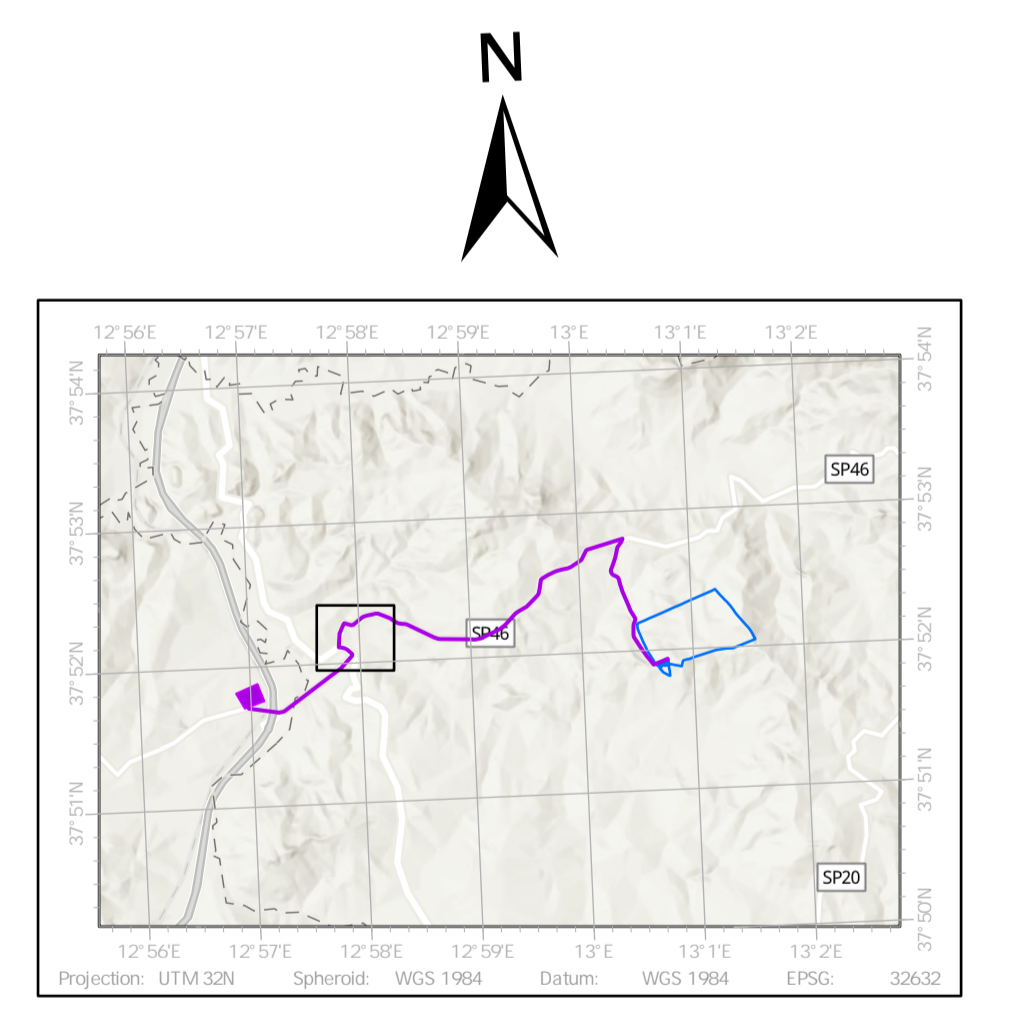 N
12°56'E 12°57'E 12°58'E 12°59'E 13°E 13°1'E 13°2'E
37°54'N 37°54'N
SP46
37°53'N 37°53'N
SP46
37°52'N 37°52'N
37°51'N 37°51'N
SP20
37°50'N
12°56'E 12°57'E 12°58'E 12°59'E 13°E 13°1'E 13°2'E
Projection: UTM 32N Spheroid: WGS 1984 Datum: WGS 1984 EPSG: 32632